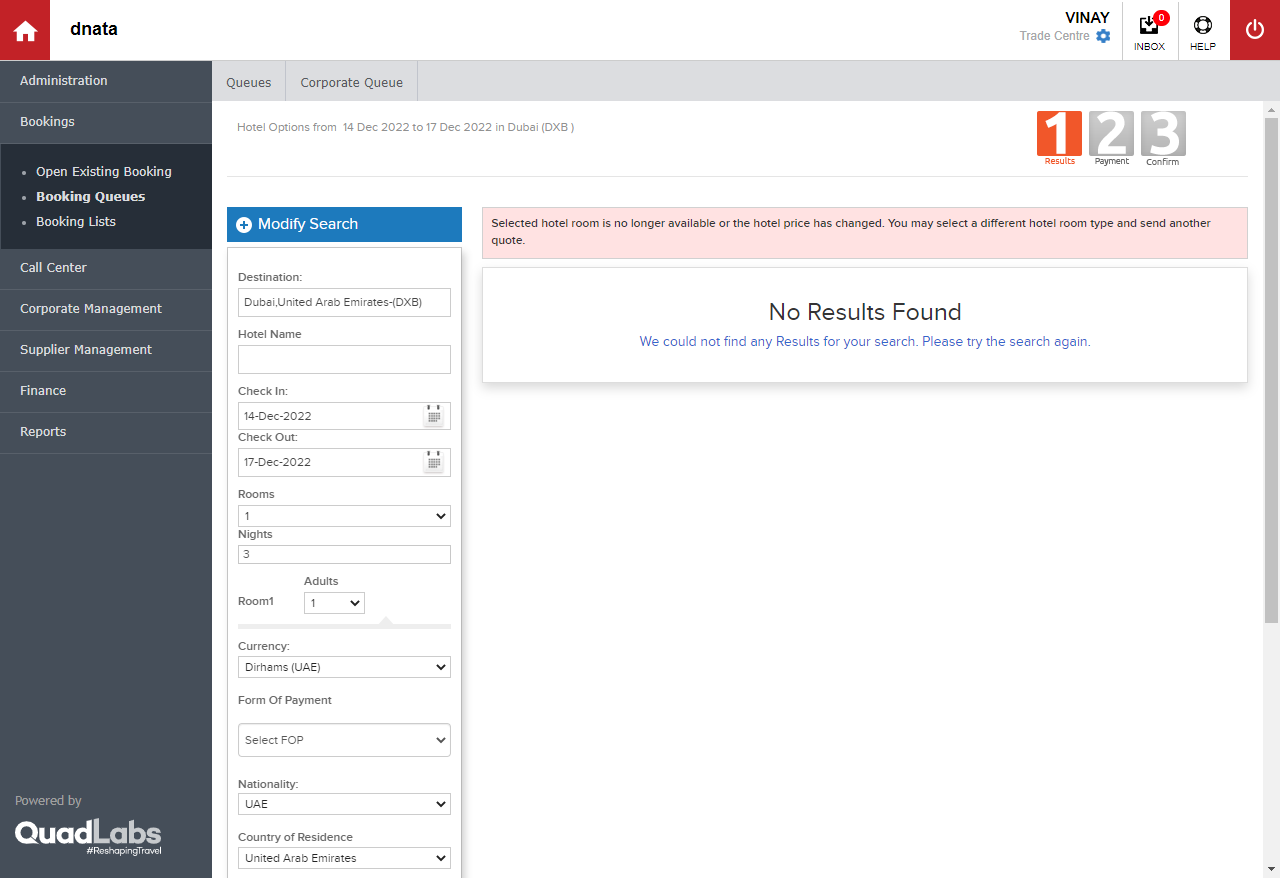 dnata
VINAY
Trade Centre
0
INBOX
HELP
Administration
Bookings
Open Existing Booking
Booking Queues
Booking Lists
Call Center
Corporate Management
Supplier Management
Finance
Reports
Powered by
QuadLabs
#ReshapingTravel
Queues
Corporate Queue
Hotel Options from 14 Dec 2022 to 17 Dec 2022 in Dubai (DXB )
1 2 3
Results Payment Confirm
Modify Search
Destination:
Dubai,United Arab Emirates-(DXB)
Hotel Name
Check In:
14-Dec-2022
Check Out:
17-Dec-2022
Rooms
1
Nights
3
Adults
Room1
1
Currency:
Dirhams (UAE)
Form Of Payment
Select FOP
Nationality:
UAE
Country of Residence
United Arab Emirates
Selected hotel room is no longer available or the hotel price has changed. You may select a different hotel room type and send another
quote.
No Results Found
We could not find any Results for your search. Please try the search again.